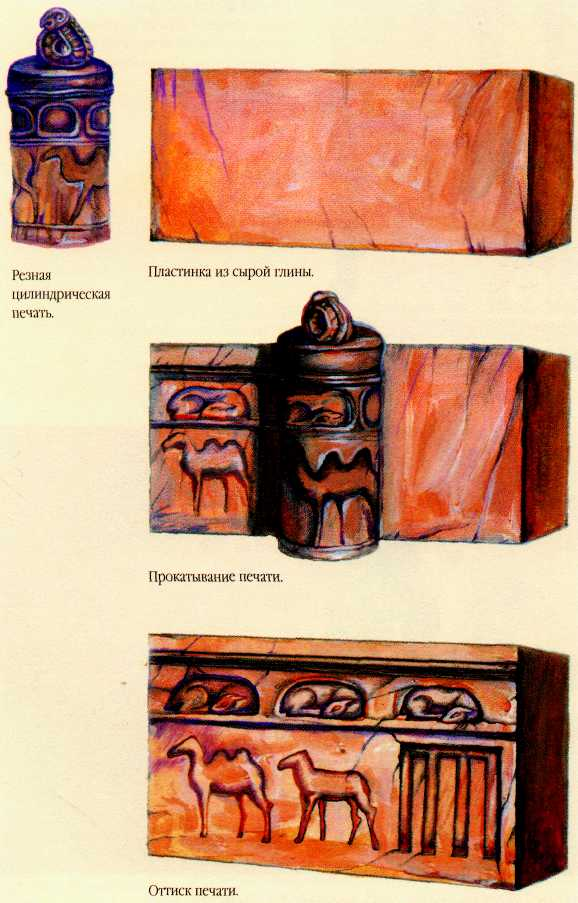 Резная
цилиндрическая
печать.
Пластинка из сырой глины.
Прокатывание печати.
Оттиск печати.